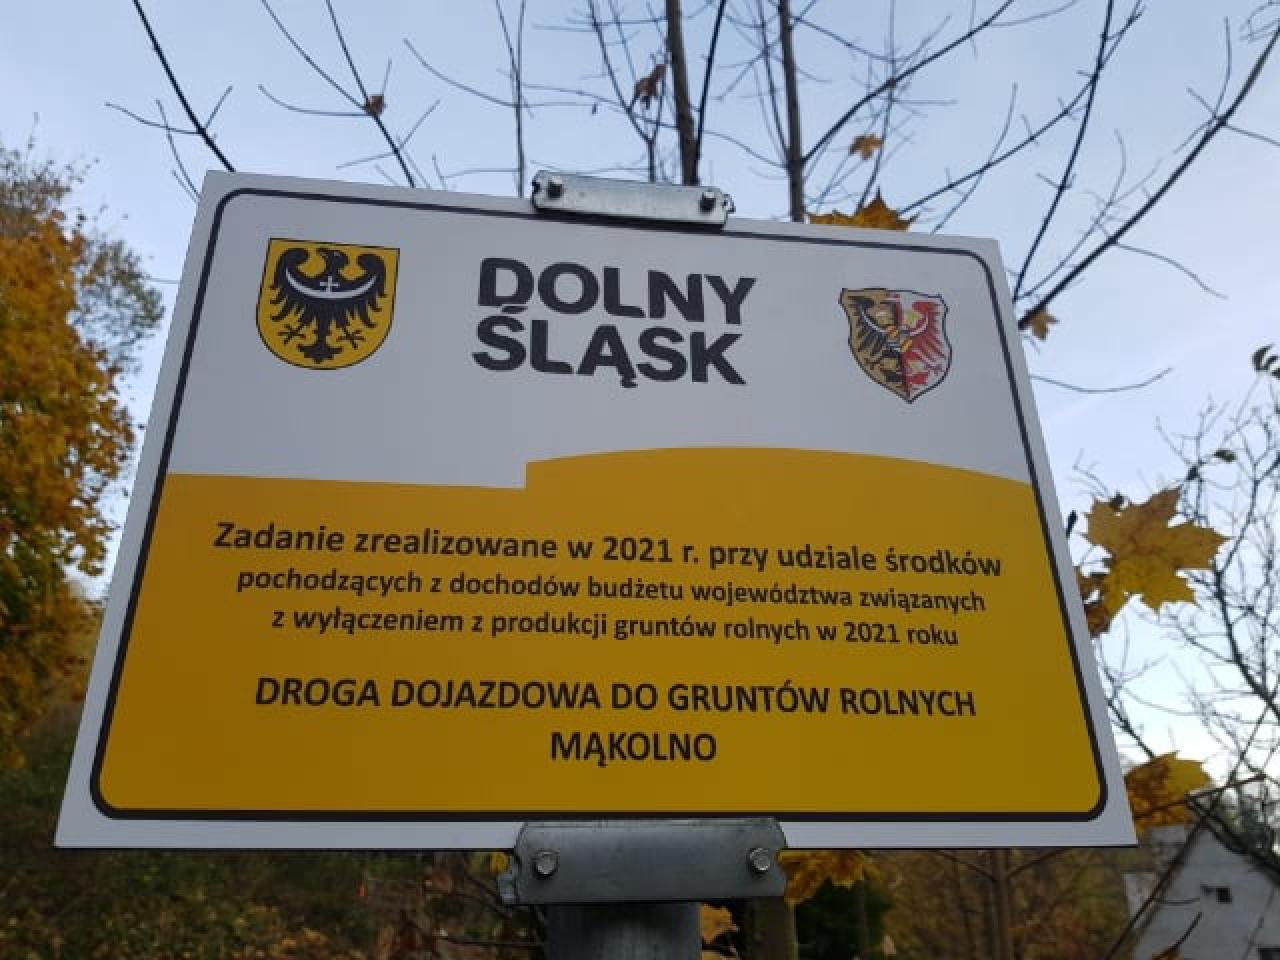 DOLNY
ŚLĄSK
Zadanie zrealizowane w 2021 r. przy udziale środków
pochodzących z dochodów budżetu województwa związanych
z wyłączeniem z produkcji gruntów rolnych w 2021 roku
DROGA DOJAZDOWA DO GRUNTÓW ROLNYCH
MĄKOLNO